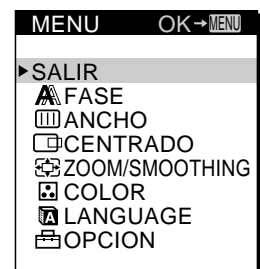 MENU OK→MENU
▶SALIR
FASE
ANCHO
CENTRADO
ZOOM/SMOOTHING
COLOR
LANGUAGE
OPCION